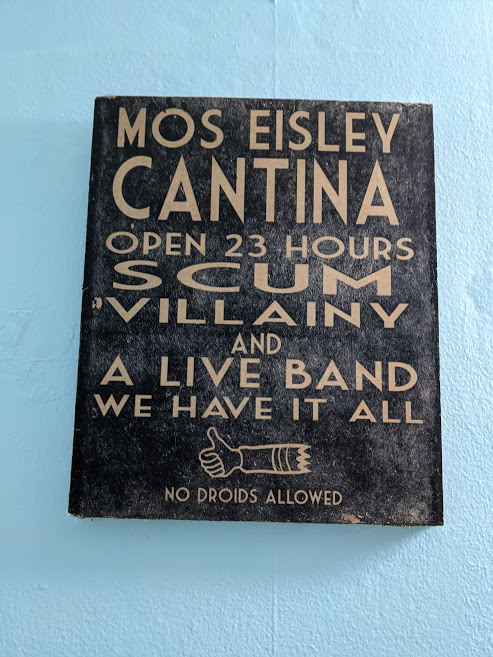 MOS EISLEY
CANTINA
OPEN 23 HOURS
SCUM
'VILLAINY
AND
A LIVE BAND
WE HAVE IT ALL
NO DROIDS ALLOWED